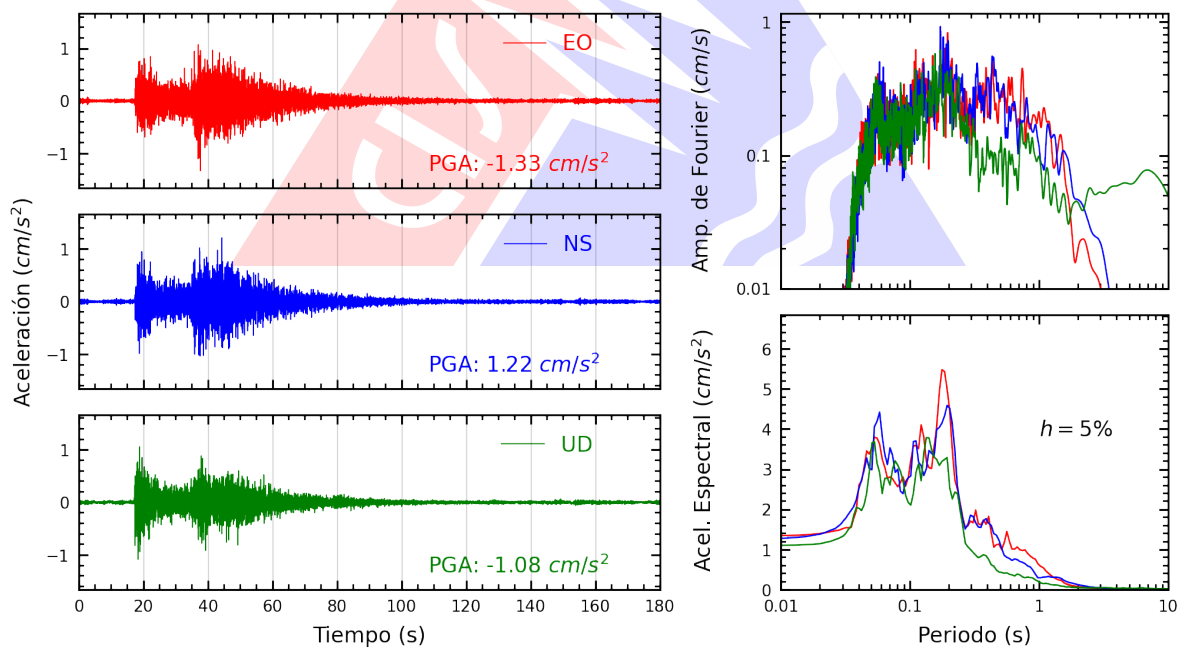 Aceleración (cm/s²)
1
0
−1
EO
PGA: -1.33 cm/s²
1
0
−1
NS
PGA: 1.22 cm/s²
1
0
−1
UD
PGA: -1.08 cm/s²
0 20 40 60 80 100 120 140 160 180
Tiempo (s)
Amp. de Fourier (cm/s)
1
0.1
0.01
Acel. Espectral (cm/s²)
6
5
4
3
2
1
0
h = 5%
0.01 0.1 1 10
Periodo (s)